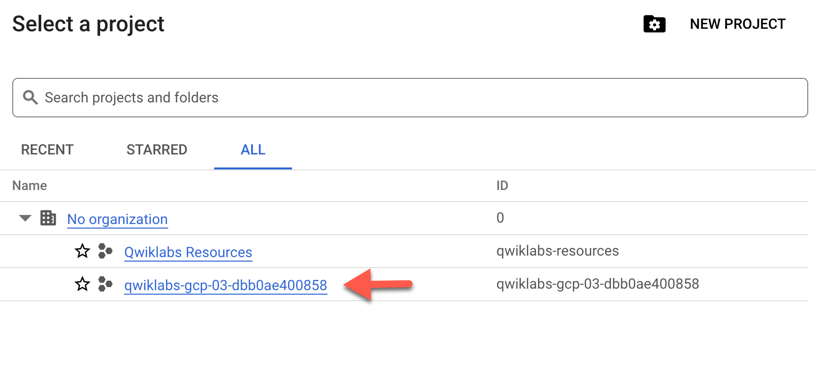 Select a project
NEW PROJECT
Search projects and folders
RECENT STARRED ALL
Name ID
No organization 0
Qwiklabs Resources qwiklabs-resources
qwiklabs-gcp-03-dbb0ae400858 qwiklabs-gcp-03-dbb0ae400858